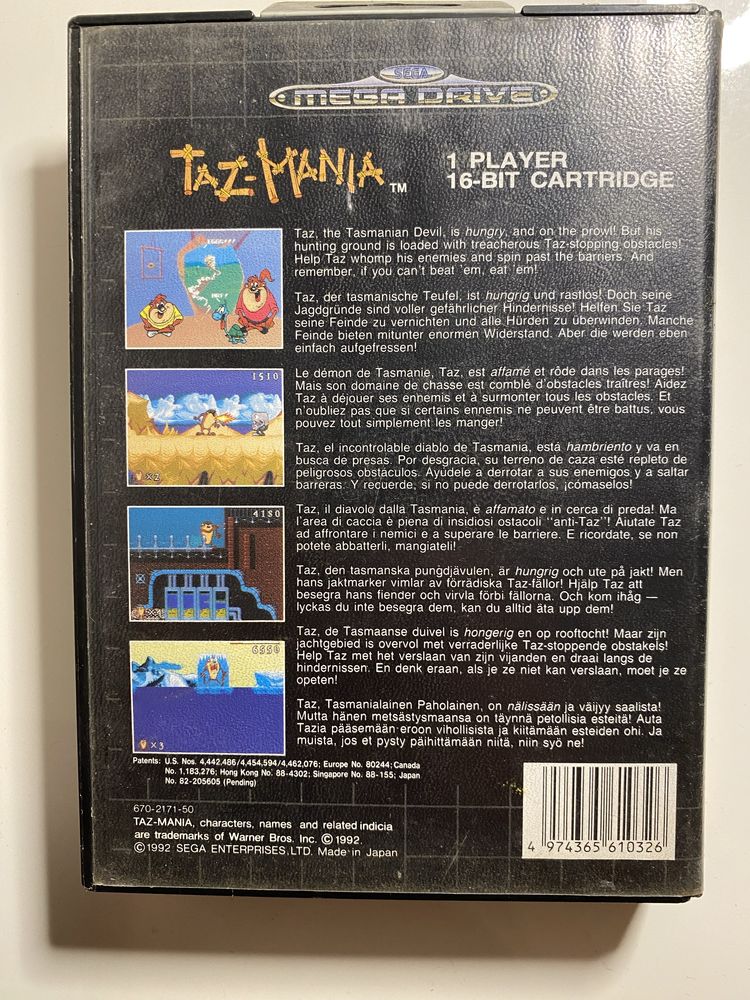 SEGA
MEGA DRIVE
TAZ-MANIA™
1 PLAYER
16-BIT CARTRIDGE
Taz, the Tasmanian Devil, is hungry, and on the prowl! But his
hunting ground is loaded with treacherous Taz-stopping obstacles!
Help Taz whomp his enemies and spin past the barriers. And
remember, if you can't beat 'em, eat 'em!
Taz, der tasmanische Teufel, ist hungrig und rastlos! Doch seine
Jagdgründe sind voller gefährlicher Hindernisse! Helfen Sie Taz
seine Feinde zu vernichten und alle Hürden zu überwinden. Manche
Feinde bieten mitunter enormen Widerstand. Aber die werden eben
einfach aufgefressen!
1510
Le démon de Tasmanie, Taz, est affamé et rôde dans les parages!
Mais son domaine de chasse est comblé d'obstacles traîtres! Aidez
Taz à déjouer ses ennemis et à surmonter tous les obstacles. Et
n'oubliez pas que si certains ennemis ne peuvent être battus, vous
pouvez tout simplement les manger!
x2
Taz, el incontrolable diablo de Tasmania, está hambriento y va en
busca de presas. Por desgracia, su terreno de caza esté repleto de
peligrosos obstáculos. Ayúdele a derrotar a sus enemigos y a saltar
barreras. Y recuerde, si no puede derrotarlos, ¡cómaselos!
4180
Taz, il diavolo dalla Tasmania, è affamato e in cerca di preda! Ma
l'area di caccia è piena di insidiosi ostacoli "anti-Taz"! Aiutate Taz
ad affrontare i nemici e a superare le barriere. E ricordate, se non
potete abbatterli, mangiateli!
Taz, den tasmanska pungdjävulen, är hungrig och ute på jakt! Men
hans jaktmarker vimlar av förrädiska Taz-fällor! Hjälp Taz att
besegra hans fiender och virvla förbi fällorna. Och kom ihåg —
lyckas du inte besegra dem, kan du alltid äta upp dem!
6550
Taz, de Tasmaanse duivel is hongerig en op rooftocht! Maar zijn
jachtgebied is overvol met verraderlijke Taz-stoppende obstakels!
Help Taz met het verslaan van zijn vijanden en draai langs de
hindernissen. En denk eraan, als je ze niet kan verslaan, moet je ze
opeten!
x3
Taz, Tasmanialainen Paholainen, on nälissään ja väijyy saalista!
Mutta hänen metsästysmaansa on täynnä petollisia esteitä! Auta
Tazia pääsemään eroon vihollisista ja kiitämään esteiden ohi. Ja
muista, jos et pysty päihittämään niitä, niin syö ne!
Patents: U.S. Nos. 4,442,486/4,454,594/4,462,076; Europe No. 80244; Canada
No. 1,183,276; Hong Kong No. 88-4302; Singapore No. 88-155; Japan
No. 82-205605 (Pending)
670-2171-50
TAZ-MANIA, characters, names and related indicia
are trademarks of Warner Bros. Inc. © 1992.
© 1992 SEGA ENTERPRISES, LTD. Made in Japan
4 974365 610326